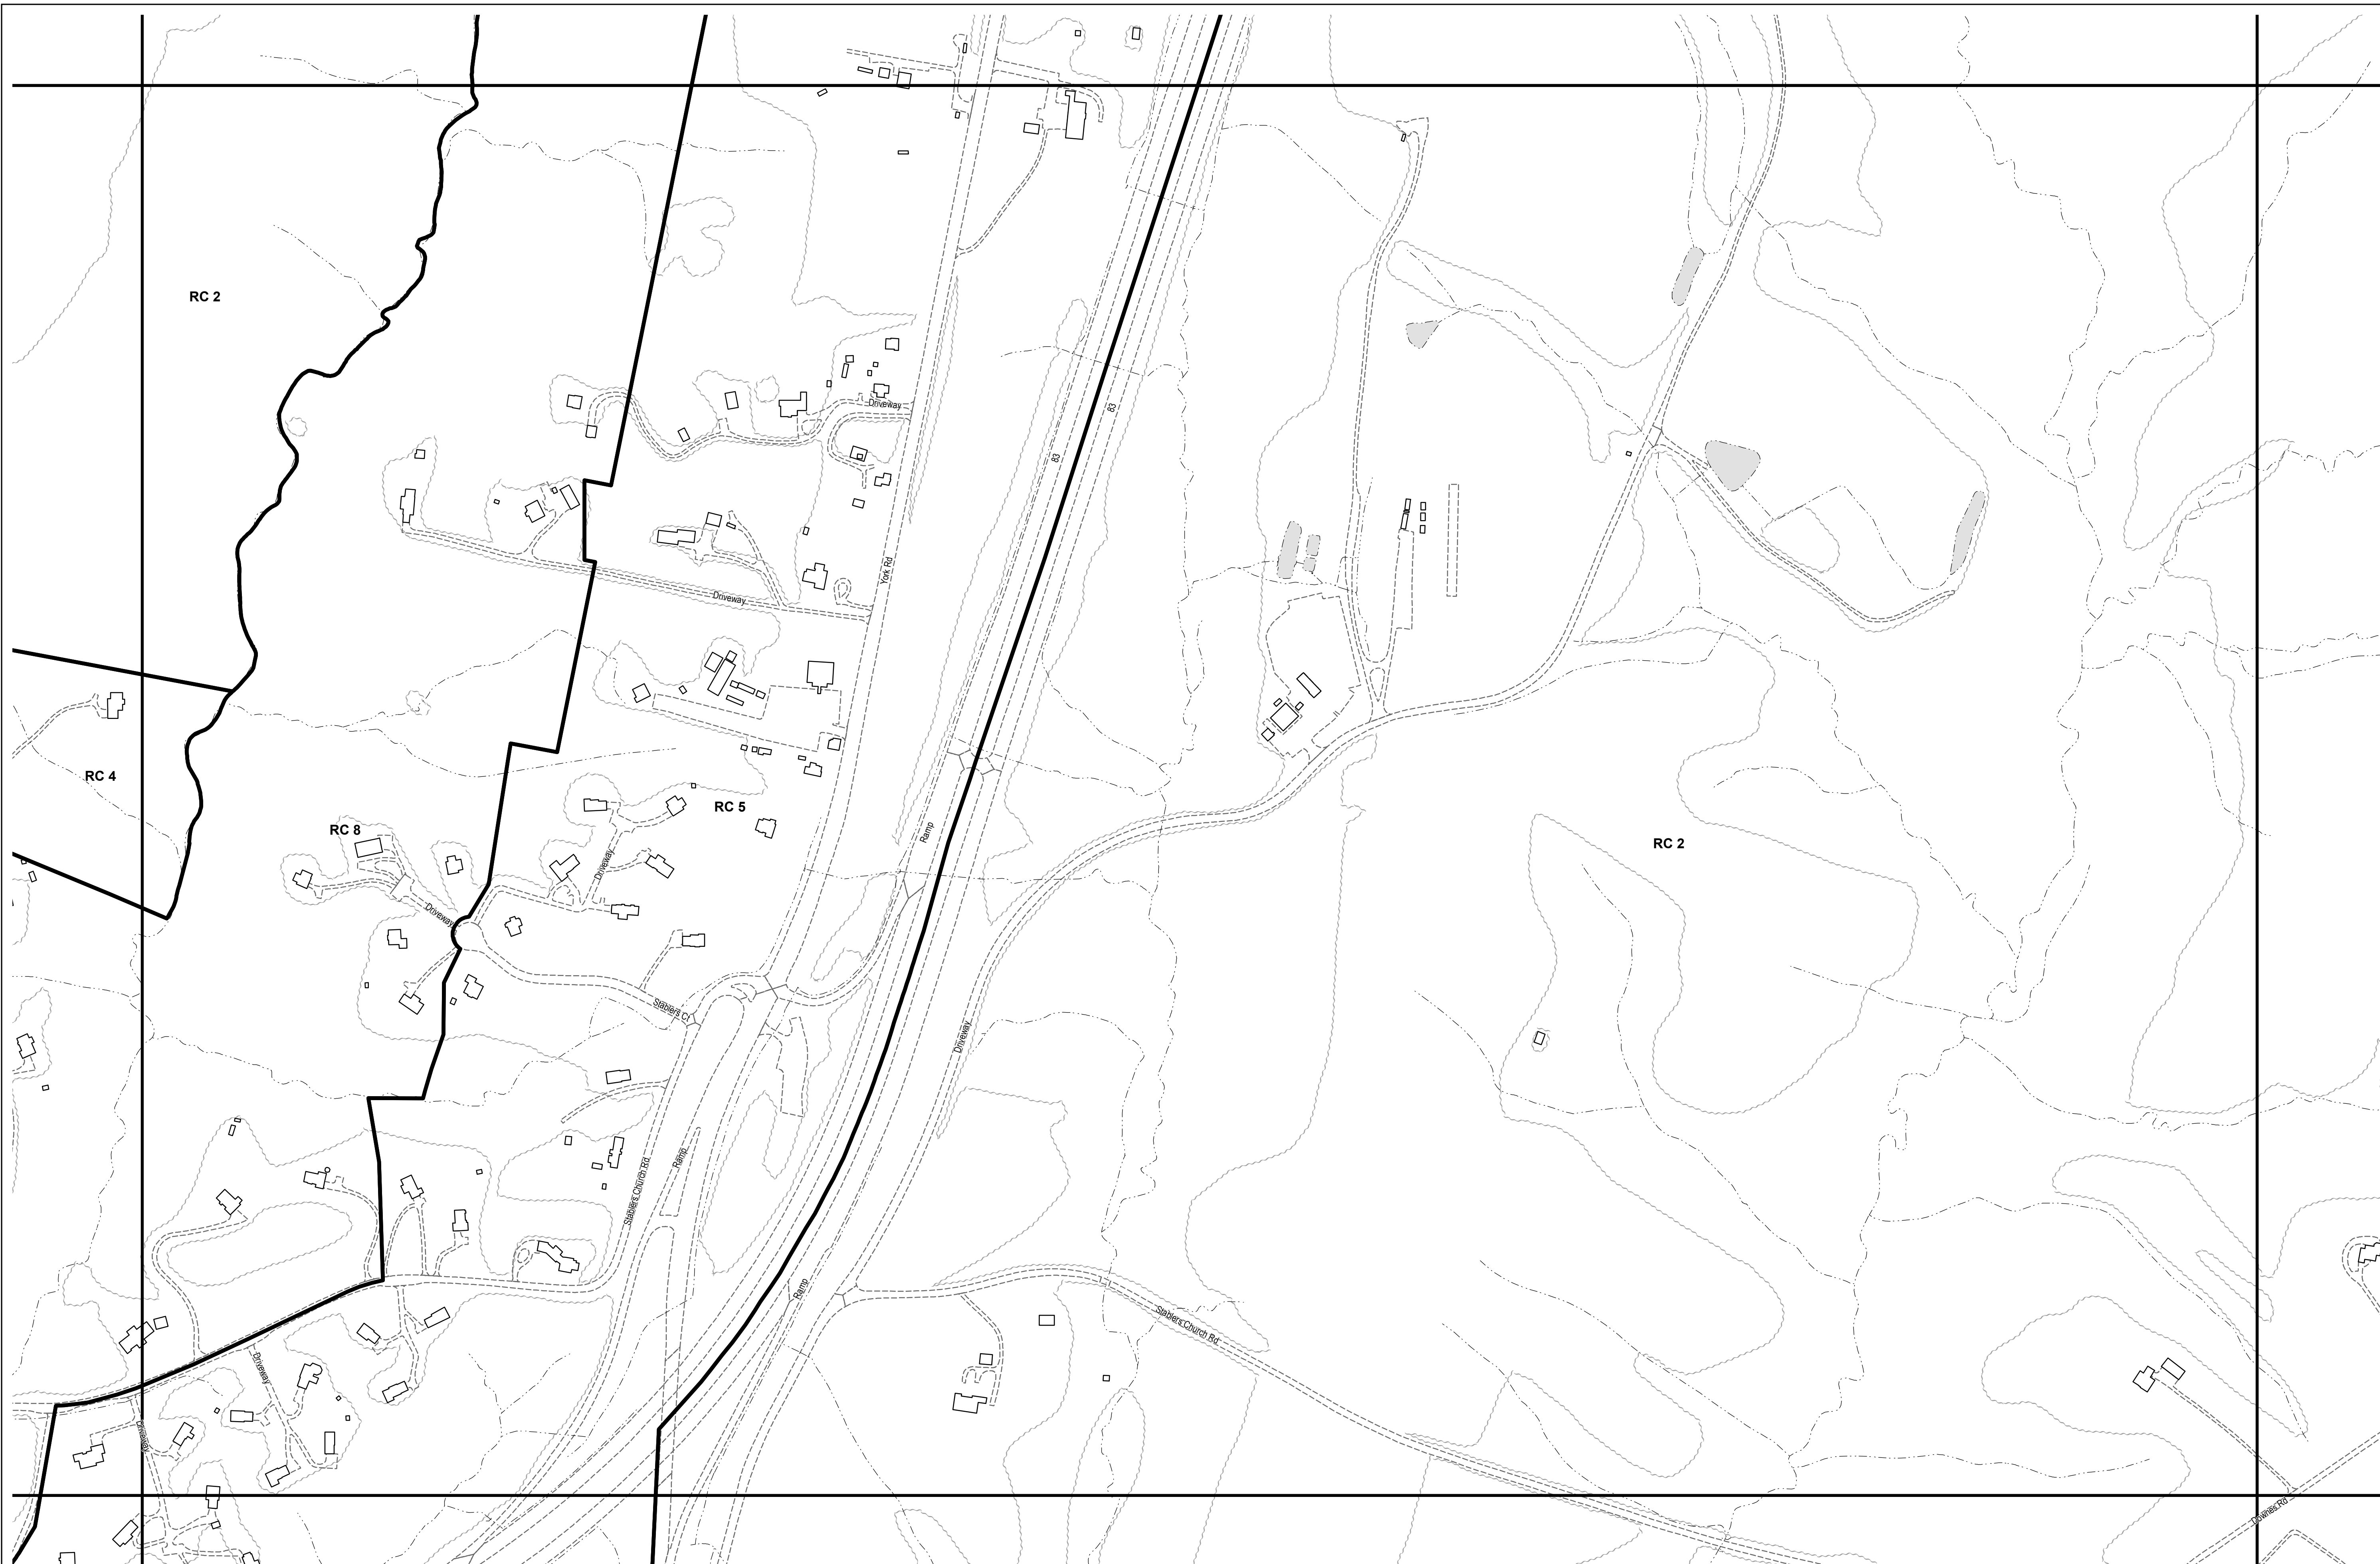 RC 2
Driveway
83
83
York Rd
Driveway
RC 4
RC 5
RC 8
Ramp
RC 2
Driveway
Driveway
Stablers Ct
Driveway
Ramp
Stablers Church Rd
Ramp
Stablers Church Rd
Driveway
Driveway
Downes Rd